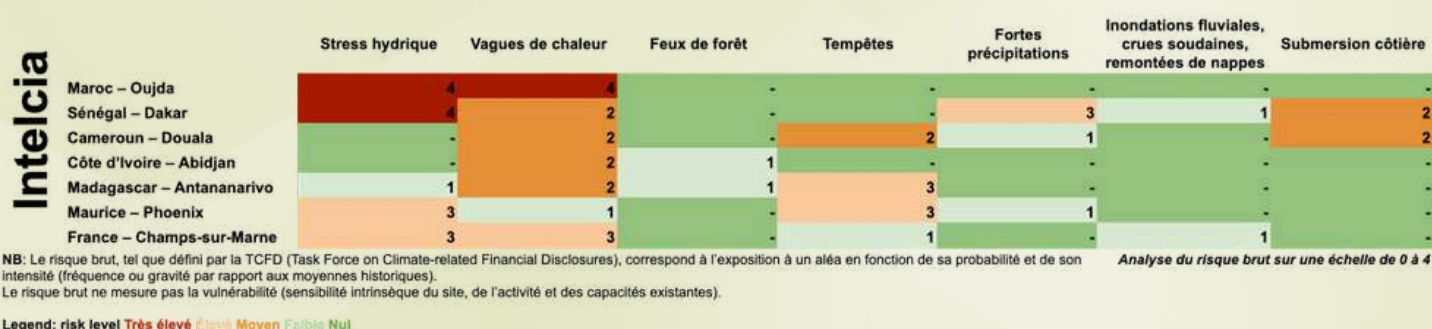 Intelcia
Stress hydrique Vagues de chaleur Feux de forêt Tempêtes Fortes précipitations Inondations fluviales, crues soudaines, remontées de nappes Submersion côtière
Maroc – Oujda 4 4 - - - - -
Sénégal – Dakar 4 2 - - 3 1 2
Cameroun – Douala - 2 - 2 1 - 2
Côte d'Ivoire – Abidjan - 2 1 - - - -
Madagascar – Antananarivo 1 2 1 3 - - -
Maurice – Phoenix 3 1 - 3 1 - -
France – Champs-sur-Marne 3 3 - 1 - 1 -
NB: Le risque brut, tel que défini par la TCFD (Task Force on Climate-related Financial Disclosures), correspond à l'exposition à un aléa en fonction de sa probabilité et de son
intensité (fréquence ou gravité par rapport aux moyennes historiques).
Analyse du risque brut sur une échelle de 0 à 4
Le risque brut ne mesure pas la vulnérabilité (sensibilité intrinsèque du site, de l'activité et des capacités existantes).
Legend: risk level Très élevé Élevé Moyen Faible Nul